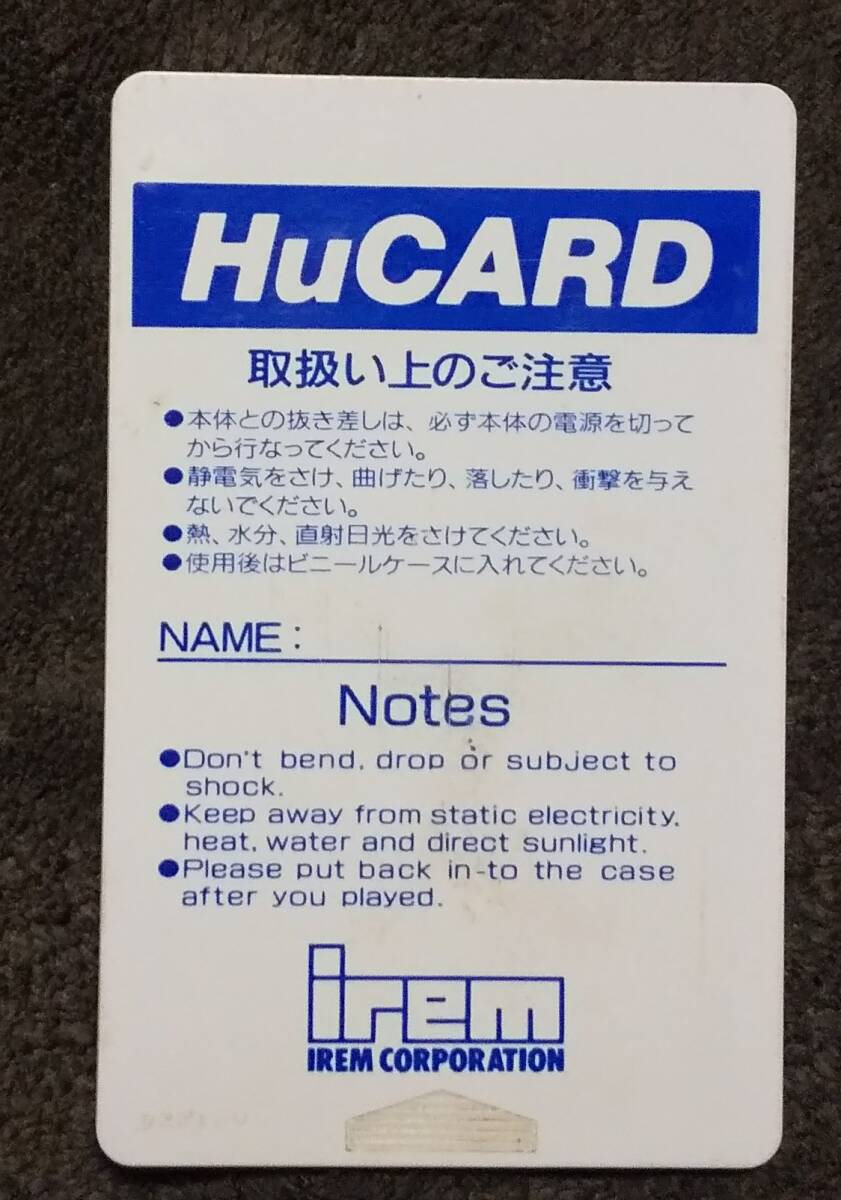 HuCARD
取扱い上のご注意
●本体との抜き差しは、必ず本体の電源を切って
から行なってください。
●静電気をさけ、曲げたり、落したり、衝撃を与え
ないでください。
●熱、水分、直射日光をさけてください。
●使用後はビニールケースに入れてください。
NAME:
Notes
●Don't bend, drop or subject to
shock.
●Keep away from static electricity,
heat, water and direct sunlight.
●Please put back in-to the case
after you played.
irem
IREM CORPORATION